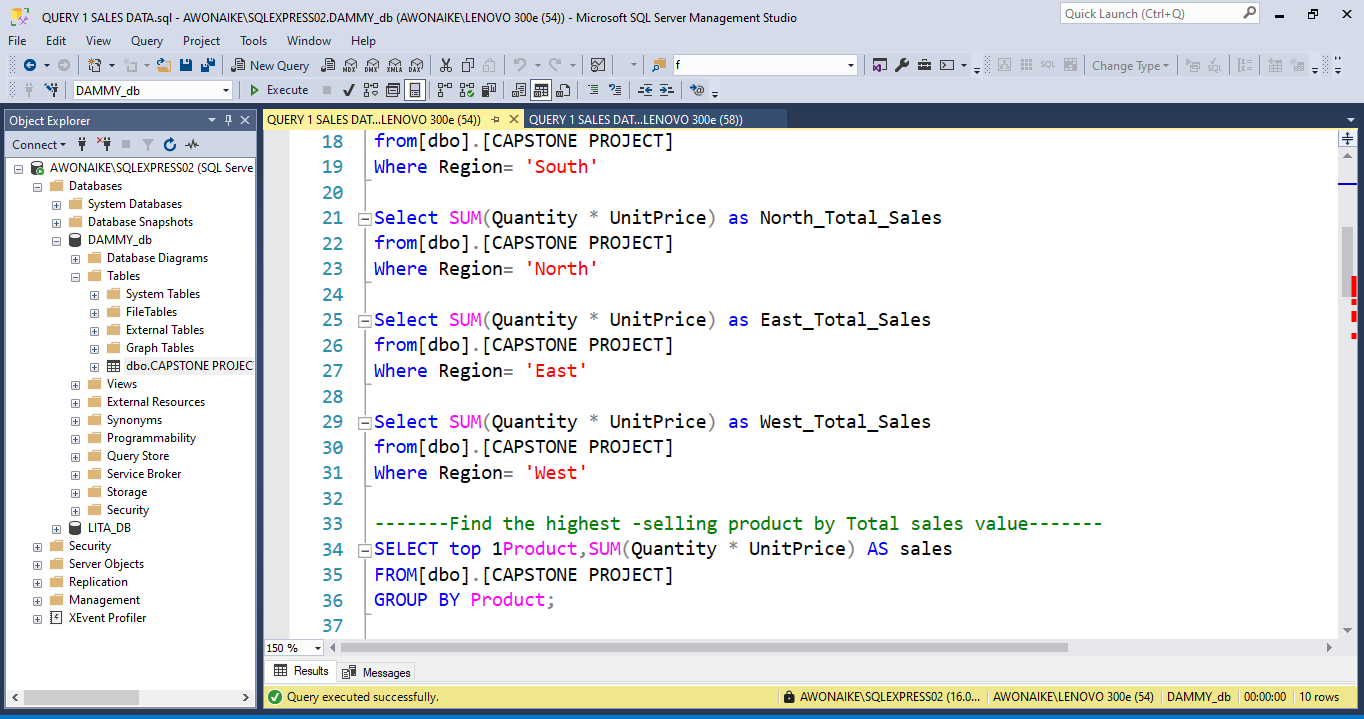 QUERY 1 SALES DATA.sql - AWONAIKE\SQLEXPRESS02.DAMMY_db (AWONAIKE\LENOVO 300e (54)) - Microsoft SQL Server Management Studio
Quick Launch (Ctrl+Q)
File Edit View Query Project Tools Window Help
New Query MDX DMX XMLA DAX f SQL Change Type SQL
DAMMY_db Execute
Object Explorer
QUERY 1 SALES DAT...LENOVO 300e (54)) QUERY 1 SALES DAT...LENOVO 300e (58))
Connect
AWONAIKE\SQLEXPRESS02 (SQL Serve
Databases
System Databases
Database Snapshots
DAMMY_db
Database Diagrams
Tables
System Tables
FileTables
External Tables
Graph Tables
dbo.CAPSTONE PROJEC
Views
External Resources
Synonyms
Programmability
Query Store
Service Broker
Storage
Security
LITA_DB
Security
Server Objects
Replication
Management
XEvent Profiler
18 from[dbo].[CAPSTONE PROJECT]
19 Where Region= 'South'
20
21 Select SUM(Quantity * UnitPrice) as North_Total_Sales
22 from[dbo].[CAPSTONE PROJECT]
23 Where Region= 'North'
24
25 Select SUM(Quantity * UnitPrice) as East_Total_Sales
26 from[dbo].[CAPSTONE PROJECT]
27 Where Region= 'East'
28
29 Select SUM(Quantity * UnitPrice) as West_Total_Sales
30 from[dbo].[CAPSTONE PROJECT]
31 Where Region= 'West'
32
33 -------Find the highest -selling product by Total sales value-------
34 SELECT top 1Product,SUM(Quantity * UnitPrice) AS sales
35 FROM[dbo].[CAPSTONE PROJECT]
36 GROUP BY Product;
37
150 %
Results Messages
Query executed successfully. AWONAIKE\SQLEXPRESS02 (16.0... AWONAIKE\LENOVO 300e (54) DAMMY_db 00:00:00 10 rows